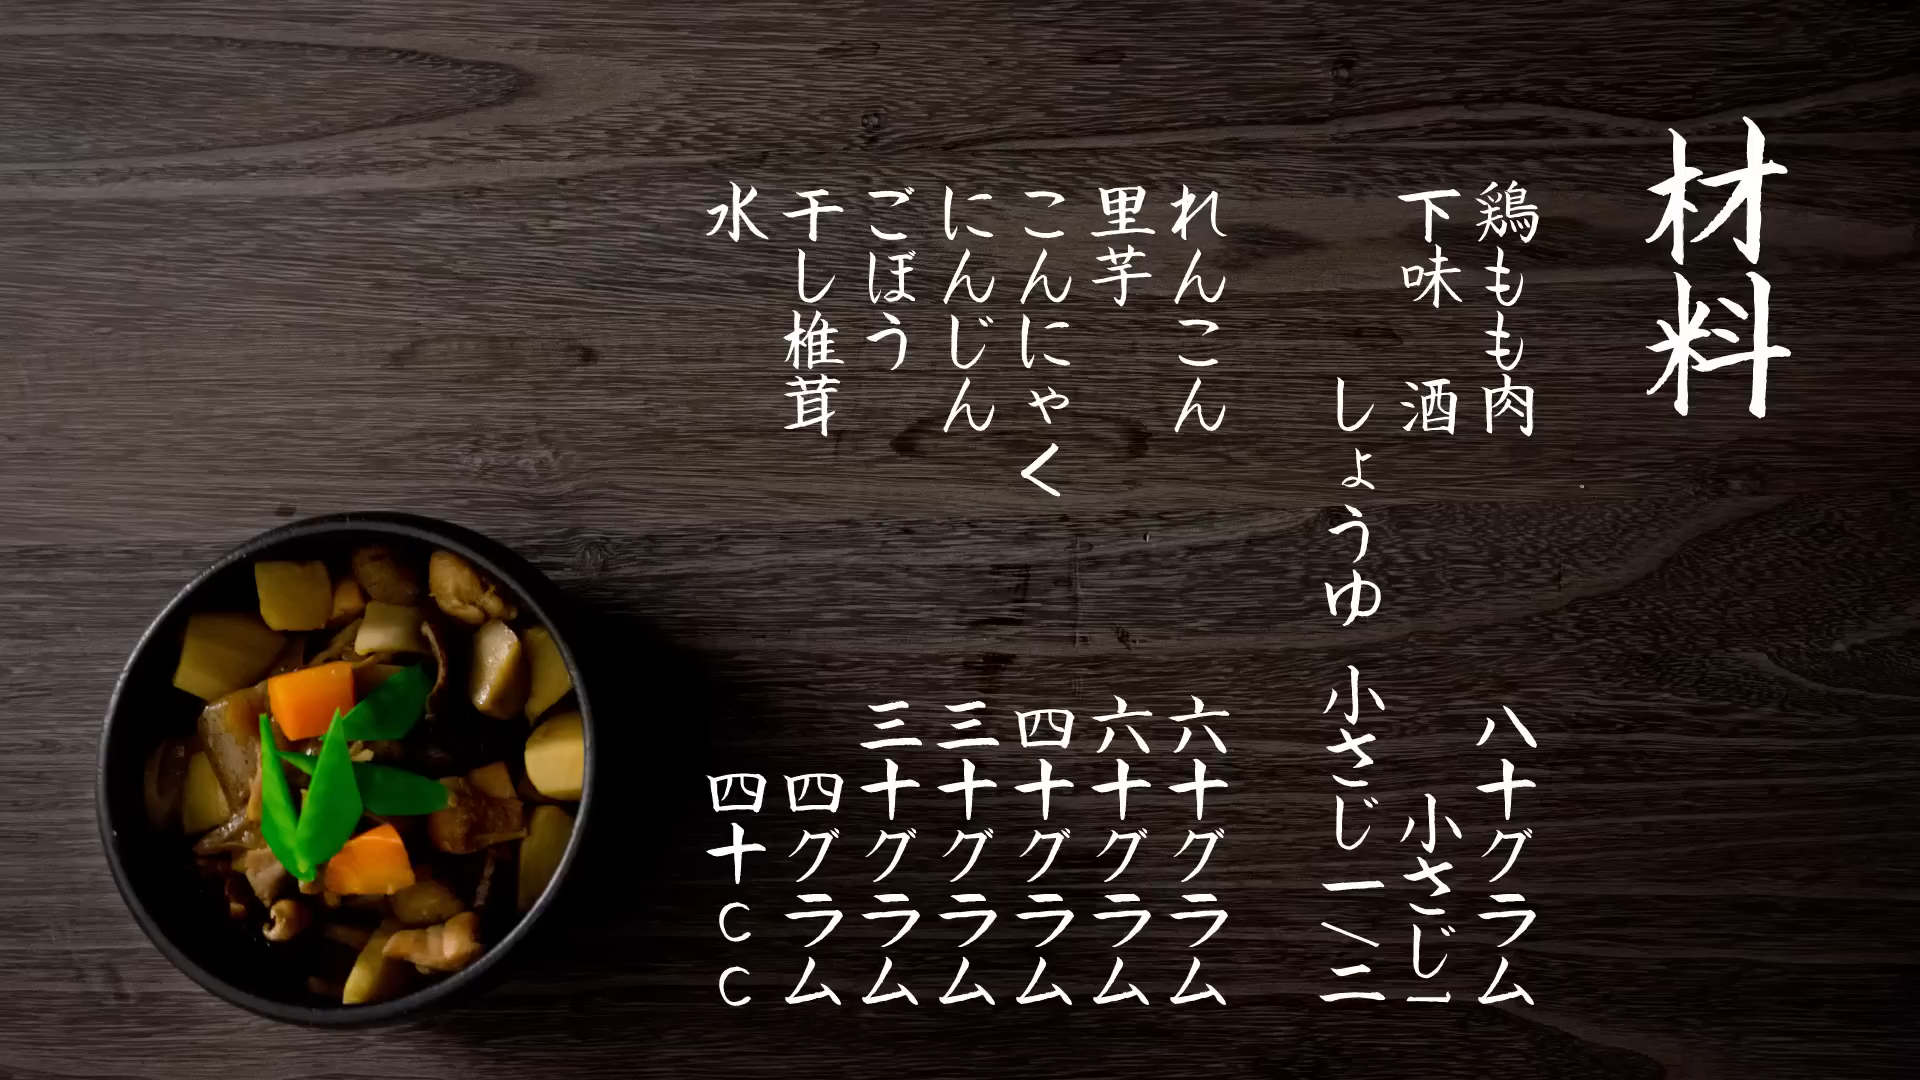 材料
鶏もも肉 八十グラム
下味 酒 小さじ一
しょうゆ 小さじ一/二
れんこん 六十グラム
里芋 六十グラム
こんにゃく 四十グラム
にんじん 三十グラム
ごぼう 三十グラム
干し椎茸 四グラム
水 四十CC